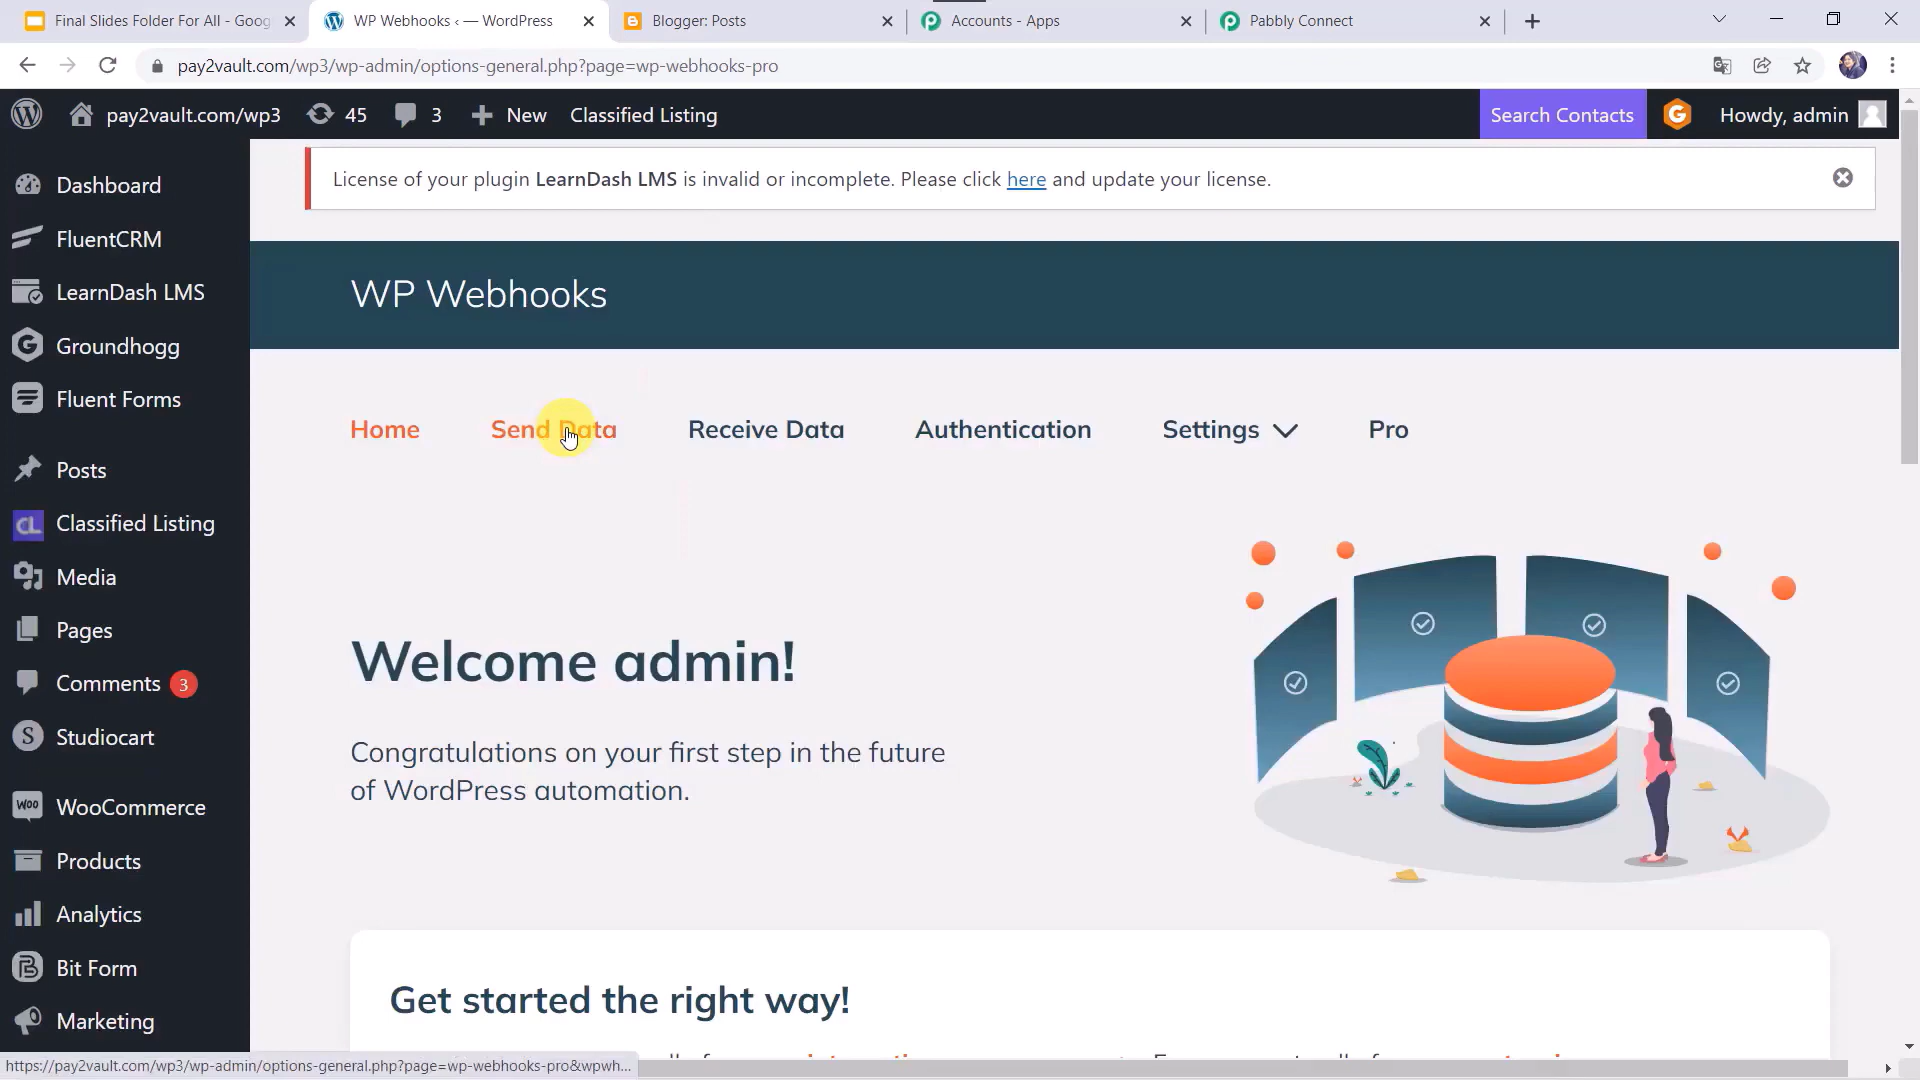 Final Slides Folder For All - Goog
WP Webhooks ‹ — WordPress
Blogger: Posts
Accounts - Apps
Pabbly Connect
pay2vault.com/wp3/wp-admin/options-general.php?page=wp-webhooks-pro
pay2vault.com/wp3
45
3
New
Classified Listing
Search Contacts
Howdy, admin
Dashboard
FluentCRM
LearnDash LMS
Groundhogg
Fluent Forms
Posts
Classified Listing
Media
Pages
Comments 3
Studiocart
WooCommerce
Products
Analytics
Bit Form
Marketing
License of your plugin LearnDash LMS is invalid or incomplete. Please click here and update your license.
WP Webhooks
Home
Send Data
Receive Data
Authentication
Settings
Pro
Welcome admin!
Congratulations on your first step in the future
of WordPress automation.
Get started the right way!
https://pay2vault.com/wp3/wp-admin/options-general.php?page=wp-webhooks-pro&wpwh...